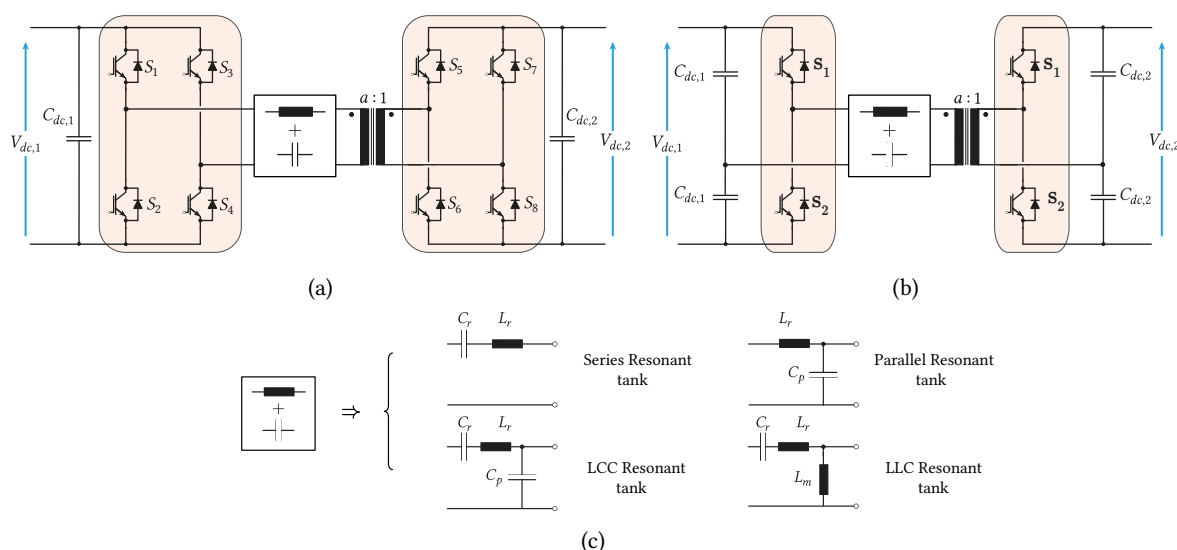 S1
S3
S5
S7
Cdc,1
Vdc,1
+
a : 1
Cdc,2
Vdc,2
S2
S4
S6
S8
(a)
Cdc,1
S1
Vdc,1
+
a : 1
S1
Cdc,2
Vdc,2
Cdc,1
S2
S2
Cdc,2
(b)
+
⇒
Cr
Lr
Series Resonant
tank
Lr
Cp
Parallel Resonant
tank
Cr
Lr
Cp
LCC Resonant
tank
Cr
Lr
Lm
LLC Resonant
tank
(c)